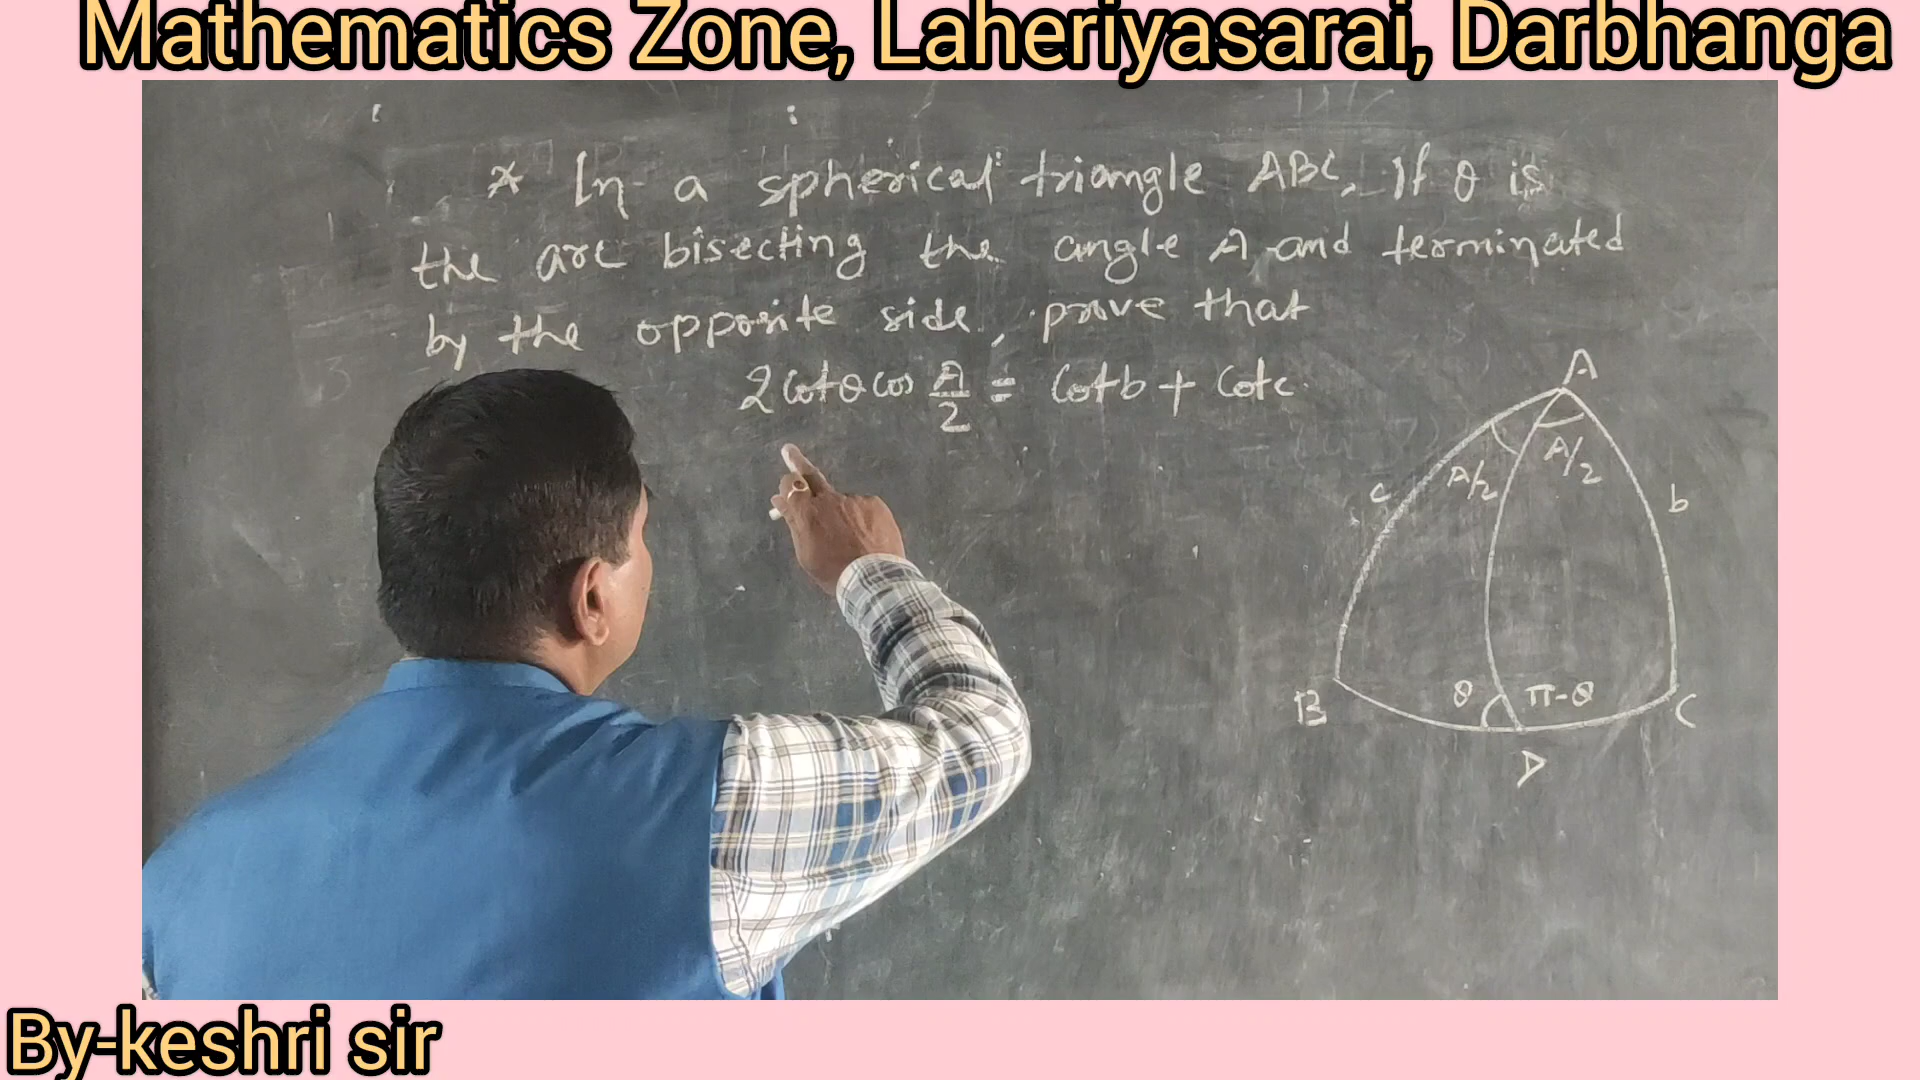 Mathematics Zone, Laheriyasarai, Darbhanga
* In a spherical triangle ABC, If θ is
the arc bisecting the angle A and terminated
by the opposite side, prove that
2 cotθ cos A/2 = cotb + cotc.
A
A/2
A/2
c
b
B
θ
π-θ
C
D
By-keshri sir